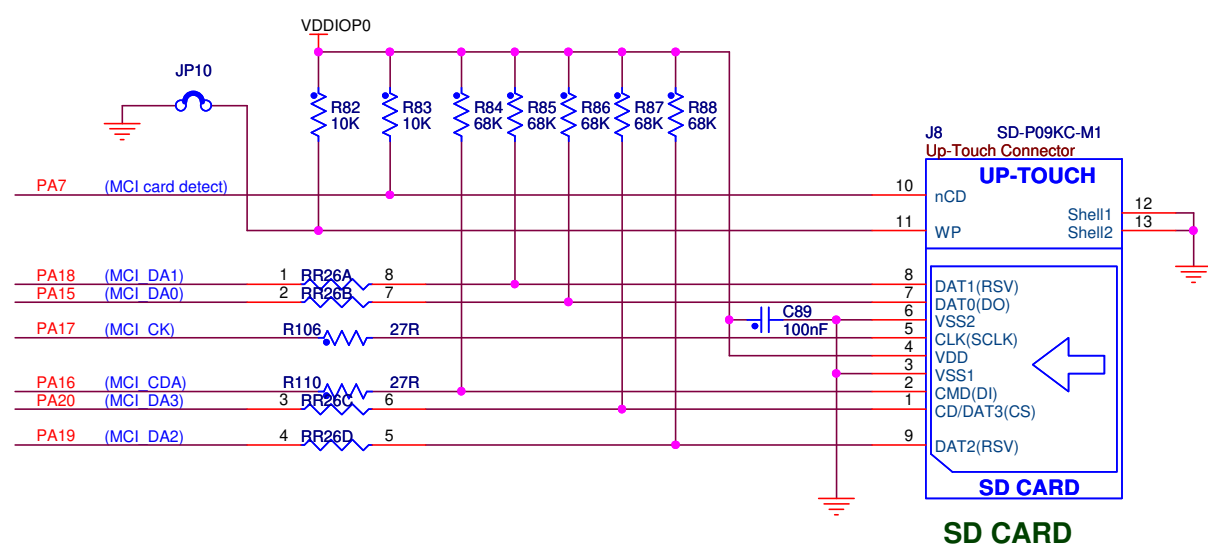 VDDIOP0
JP10
R82
10K
R83
10K
R84
68K
R85
68K
R86
68K
R87
68K
R88
68K
J8 SD-P09KC-M1
Up-Touch Connector
UP-TOUCH
PA7 (MCI card detect) 10 nCD
11 WP
Shell1 12
Shell2 13
PA18 (MCI_DA1) 1 RR26A 8 8 DAT1(RSV)
PA15 (MCI_DA0) 2 RR26B 7 7 DAT0(DO)
C89
100nF
6 VSS2
PA17 (MCI_CK) R106 27R 5 CLK(SCLK)
4 VDD
3 VSS1
PA16 (MCI_CDA) R110 27R 2 CMD(DI)
PA20 (MCI_DA3) 3 RR26C 6 1 CD/DAT3(CS)
PA19 (MCI_DA2) 4 RR26D 5 9 DAT2(RSV)
SD CARD
SD CARD